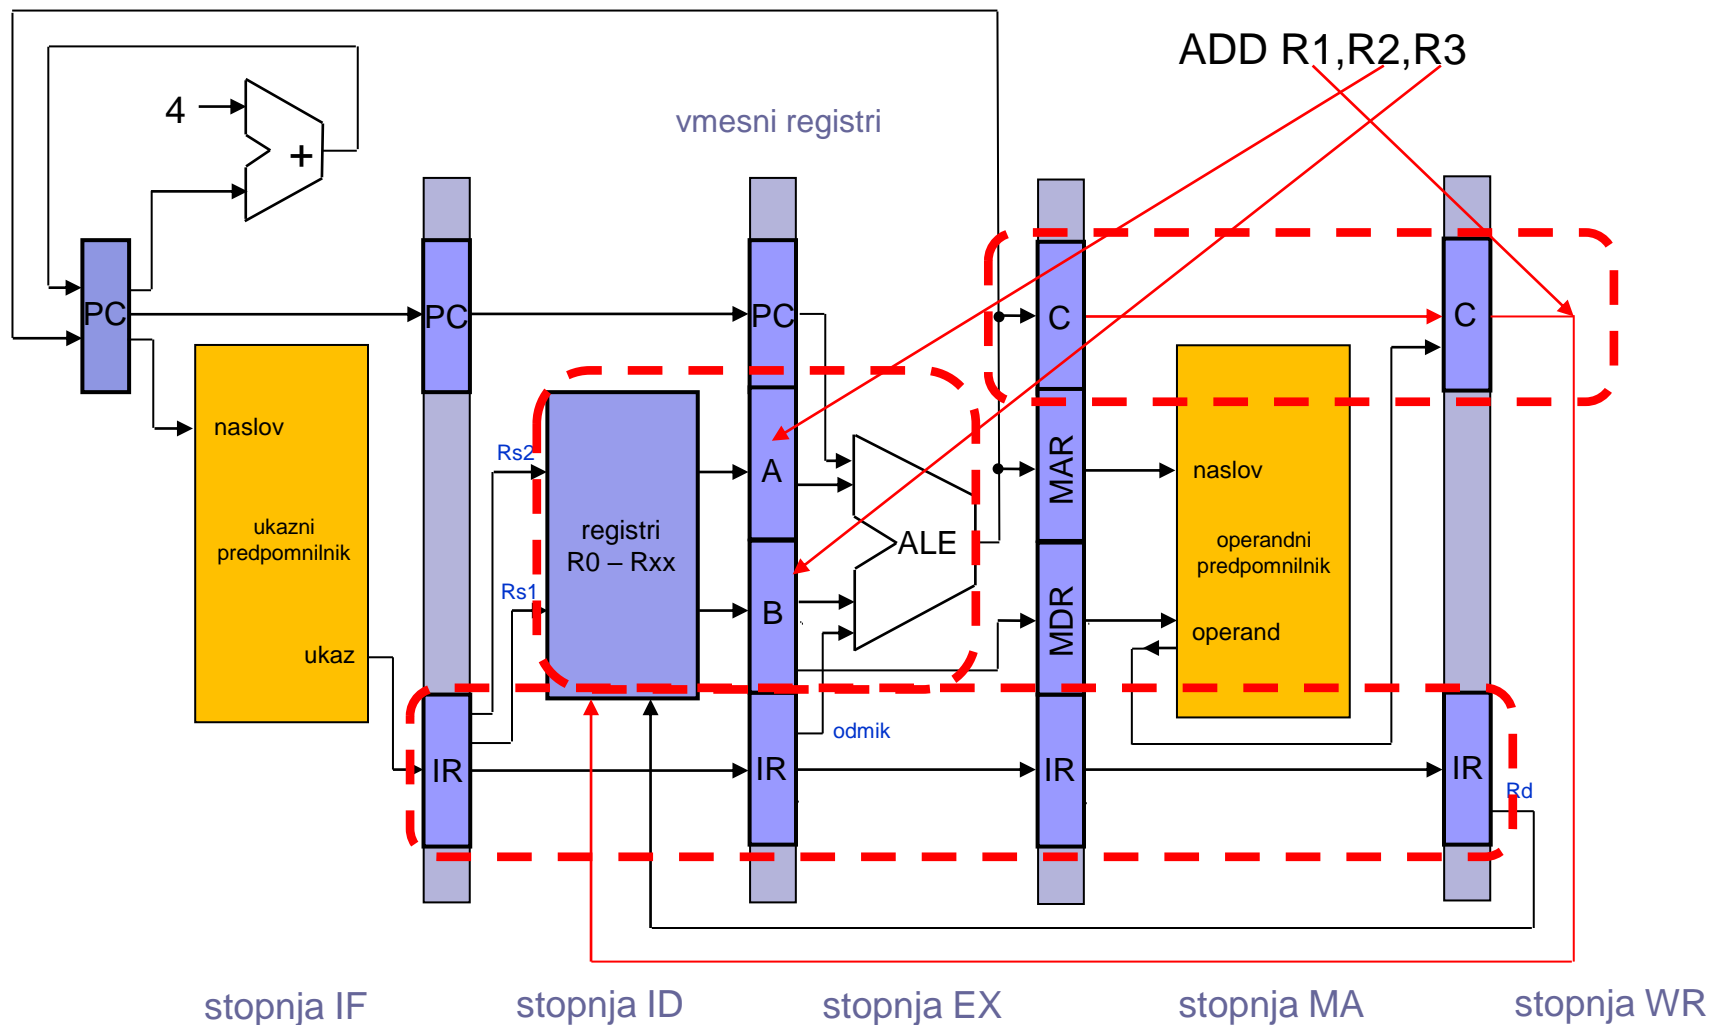 ADD R1,R2,R3
4
+
vmesni registri
PC
PC
PC
C
C
naslov
ukazni
predpomnilnik
ukaz
Rs2
Rs1
registri
R0 – Rxx
A
B
ALE
MAR
MDR
naslov
operandni
predpomnilnik
operand
IR
IR
odmik
IR
IR
Rd
stopnja IF
stopnja ID
stopnja EX
stopnja MA
stopnja WR